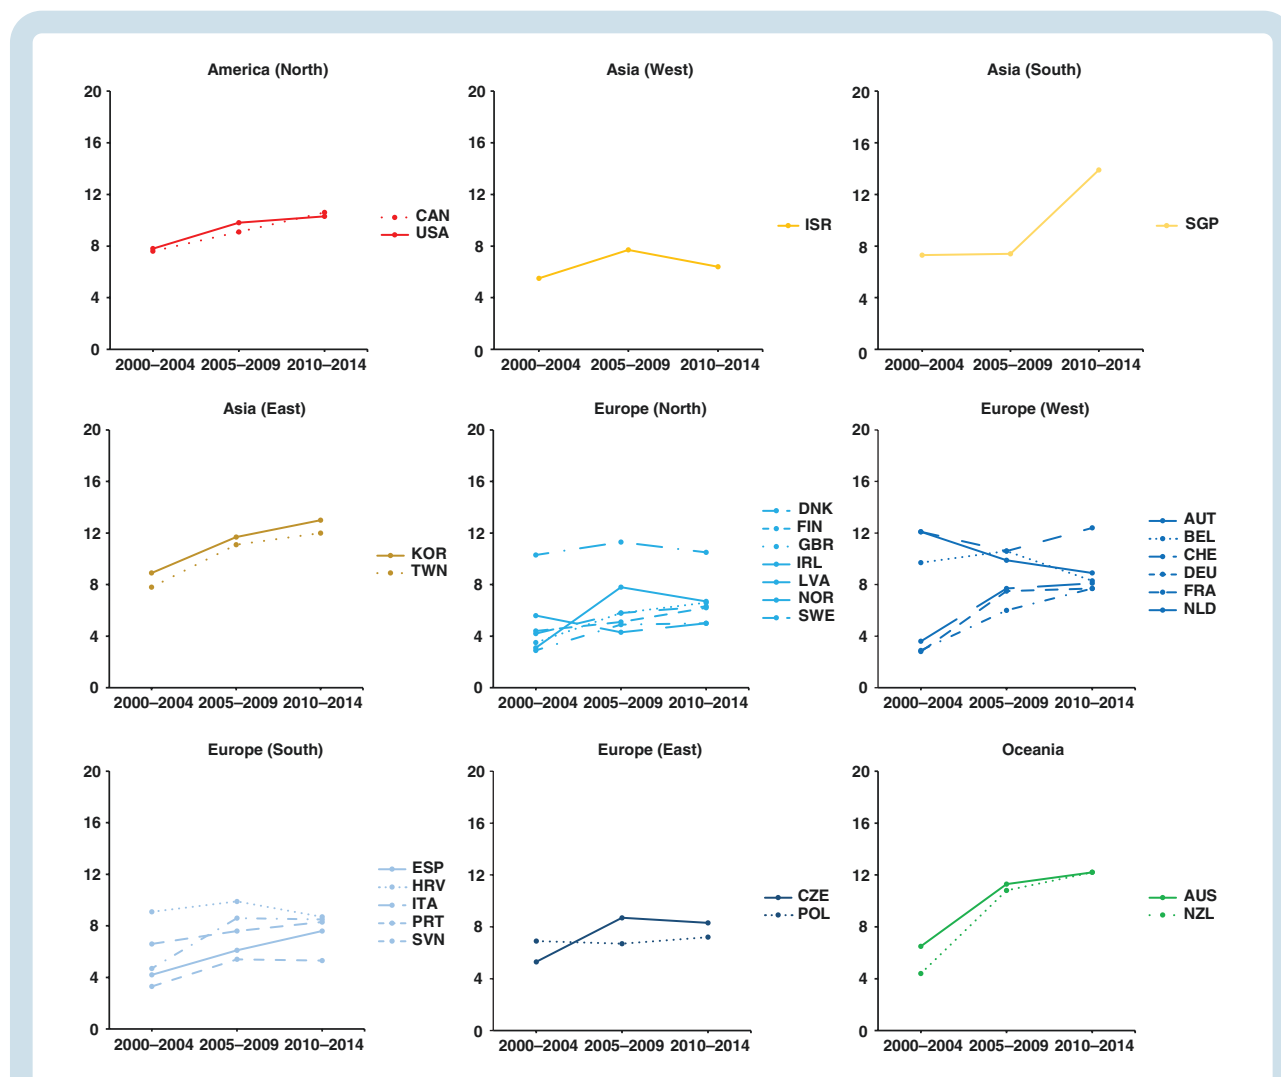 America (North)
20
16
12
8
4
0
2000–2004 2005–2009 2010–2014
CAN
USA
Asia (West)
20
16
12
8
4
0
2000–2004 2005–2009 2010–2014
ISR
Asia (South)
20
16
12
8
4
0
2000–2004 2005–2009 2010–2014
SGP
Asia (East)
20
16
12
8
4
0
2000–2004 2005–2009 2010–2014
KOR
TWN
Europe (North)
20
16
12
8
4
0
2000–2004 2005–2009 2010–2014
DNK
FIN
GBR
IRL
LVA
NOR
SWE
Europe (West)
20
16
12
8
4
0
2000–2004 2005–2009 2010–2014
AUT
BEL
CHE
DEU
FRA
NLD
Europe (South)
20
16
12
8
4
0
2000–2004 2005–2009 2010–2014
ESP
HRV
ITA
PRT
SVN
Europe (East)
20
16
12
8
4
0
2000–2004 2005–2009 2010–2014
CZE
POL
Oceania
20
16
12
8
4
0
2000–2004 2005–2009 2010–2014
AUS
NZL